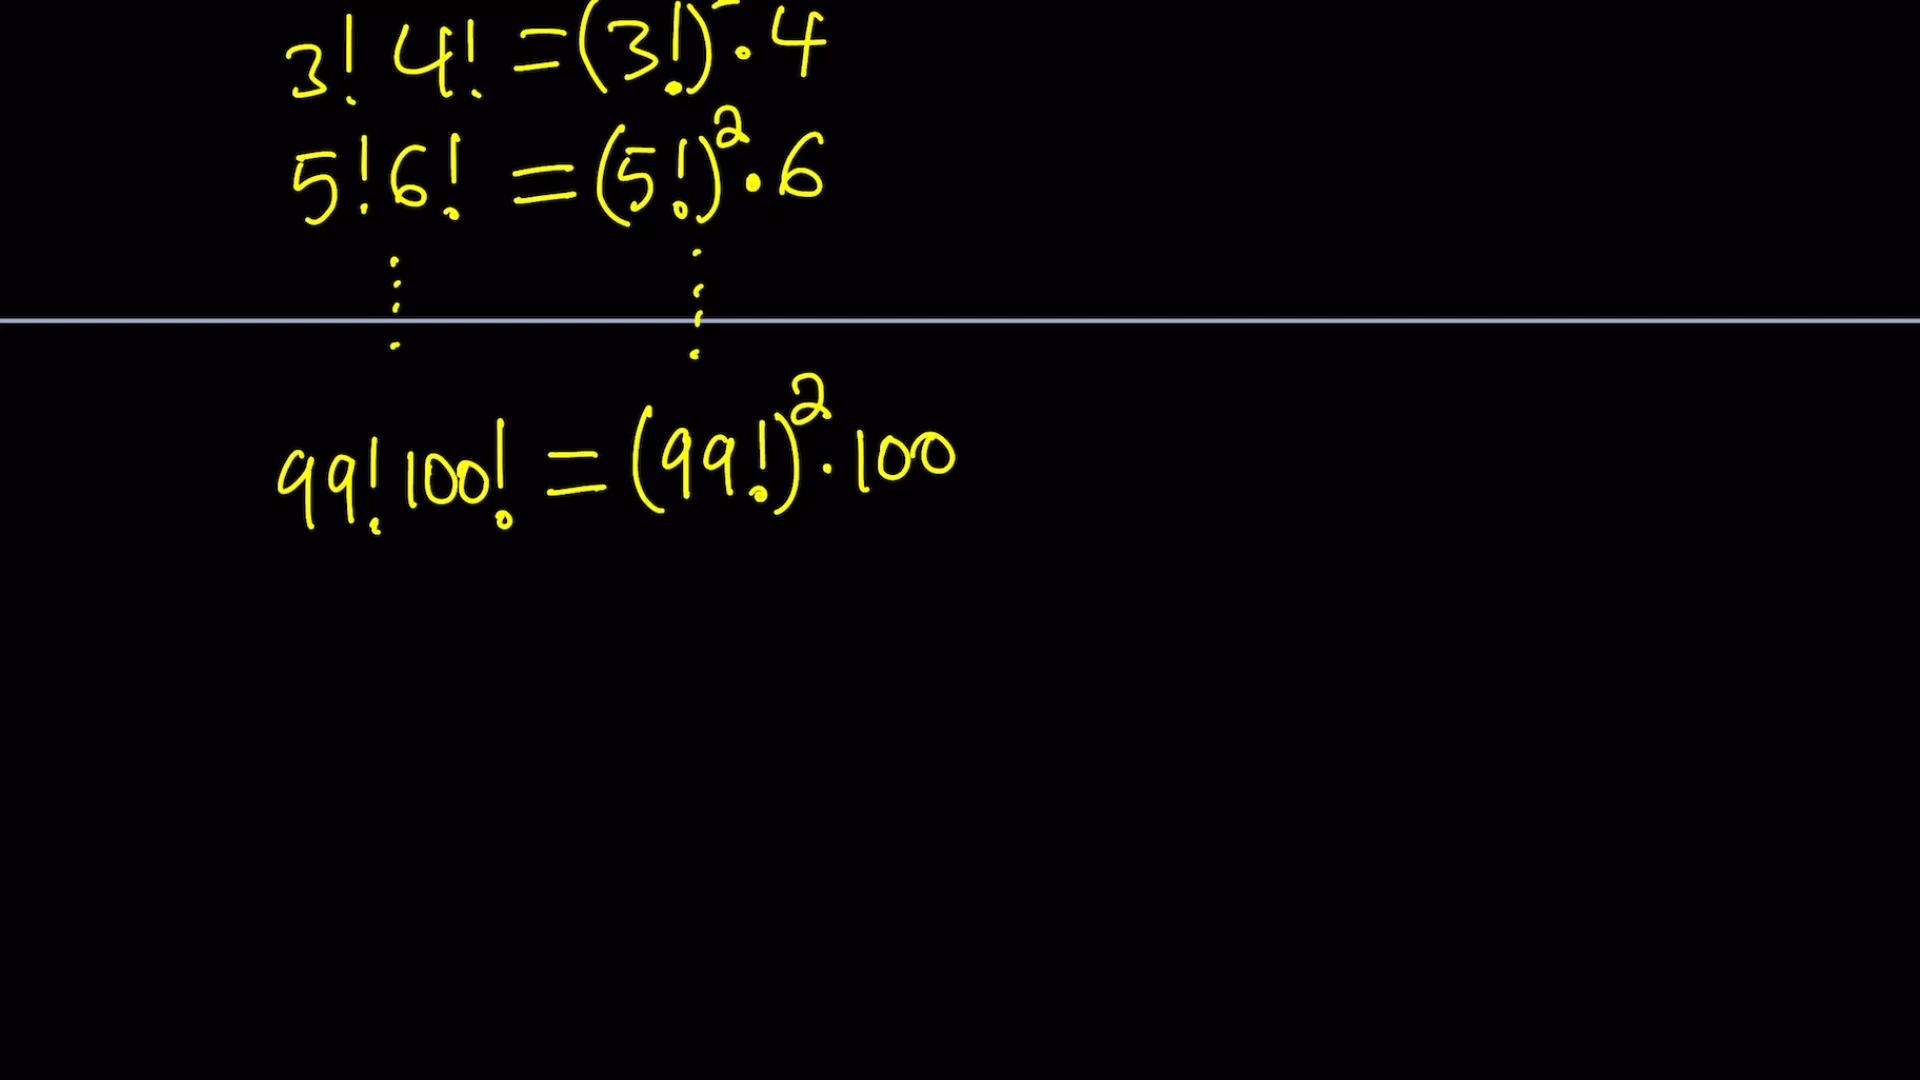 3! 4! = (3!)² · 4
5! 6! = (5!)² · 6
⋮ ⋮
99! 100! = (99!)² · 100